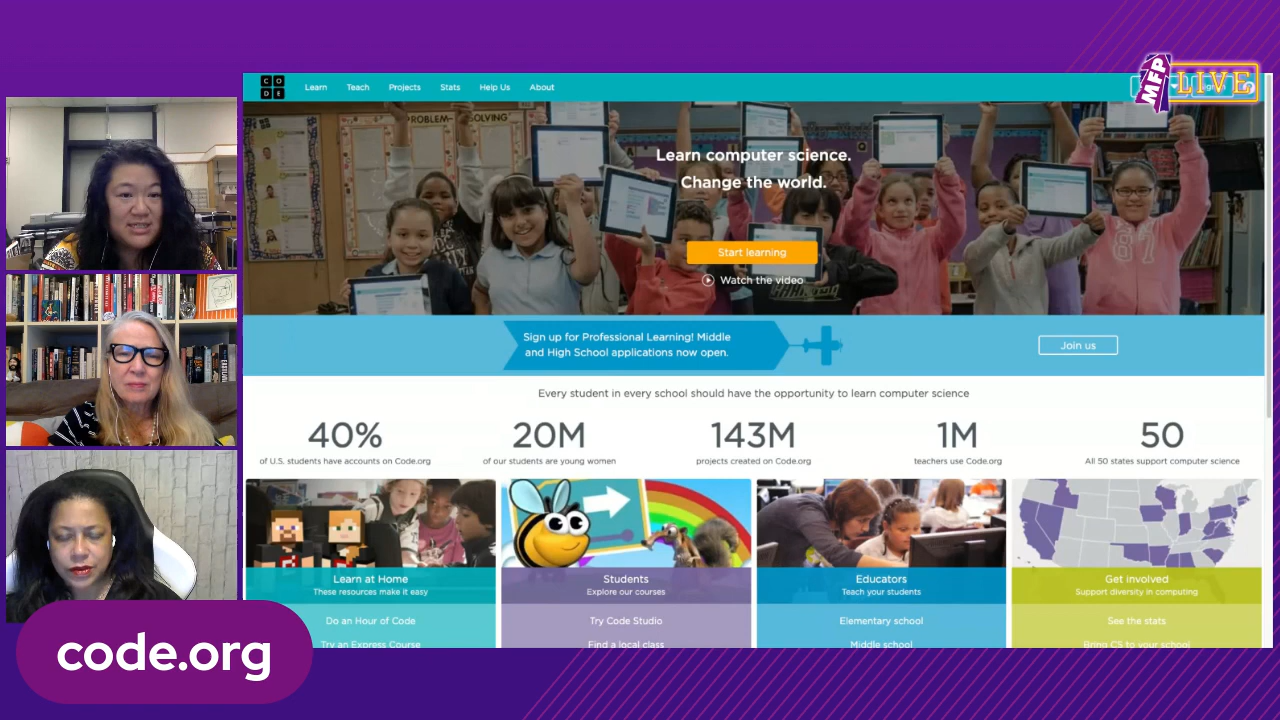 MFP
LIVE
C O
D E
Learn
Teach
Projects
Stats
Help Us
About
PROBLEM-SOLVING
Learn computer science.
Change the world.
Start learning
Watch the video
Sign up for Professional Learning! Middle
and High School applications now open.
Join us
Every student in every school should have the opportunity to learn computer science
40%
of U.S. students have accounts on Code.org
20M
of our students are young women
143M
projects created on Code.org
1M
teachers use Code.org
50
All 50 states support computer science
Learn at Home
These resources make it easy
Do an Hour of Code
Try an Express Course
Students
Explore our courses
Try Code Studio
Find a local class
Educators
Teach your students
Elementary school
Middle school
Get involved
Support diversity in computing
See the stats
Bring CS to your school
code.org